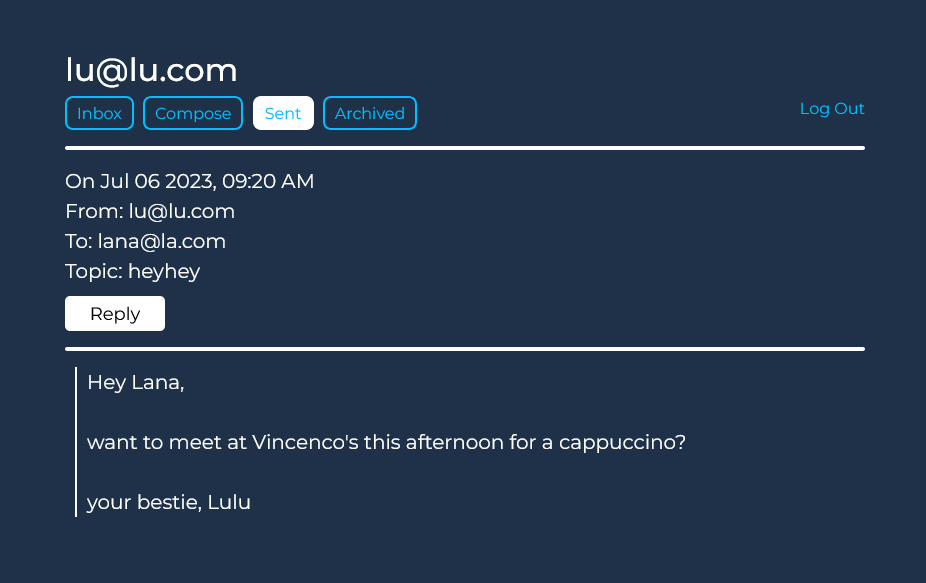 lu@lu.com
Inbox Compose Sent Archived Log Out
On Jul 06 2023, 09:20 AM
From: lu@lu.com
To: lana@la.com
Topic: heyhey
Reply
Hey Lana,
want to meet at Vincenco's this afternoon for a cappuccino?
your bestie, Lulu